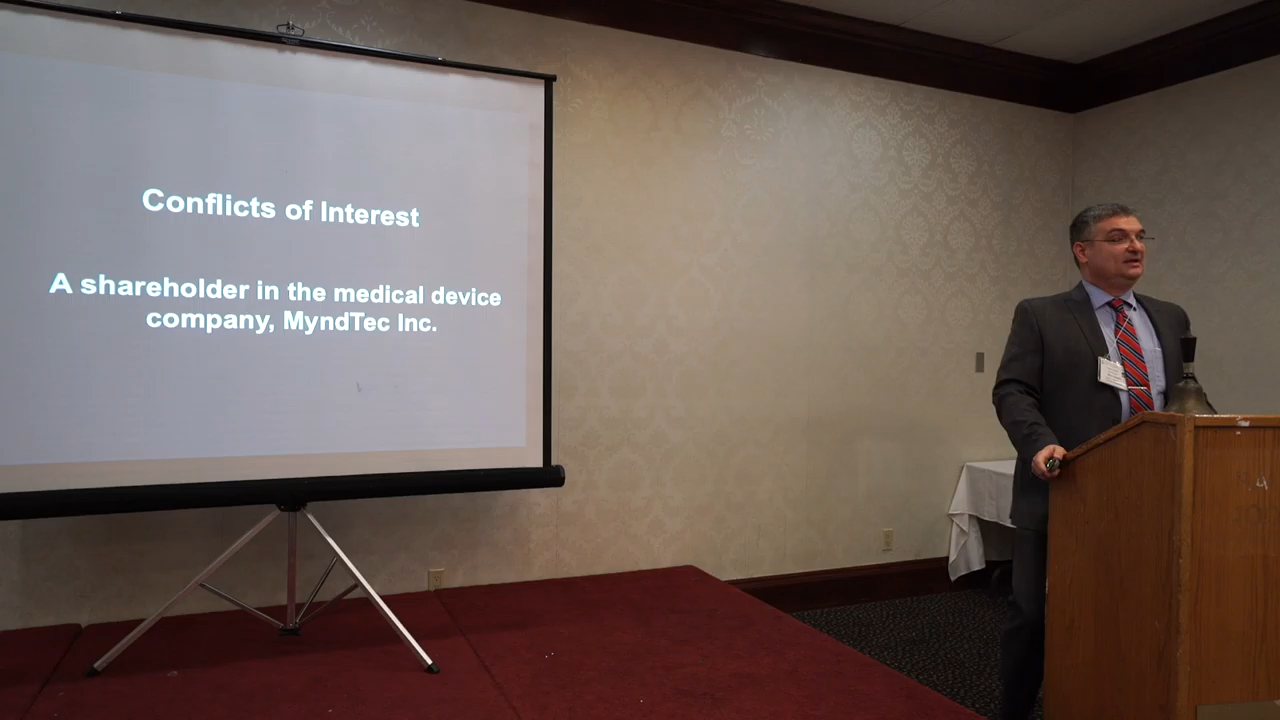 Conflicts of Interest
A shareholder in the medical device
company, MyndTec Inc.